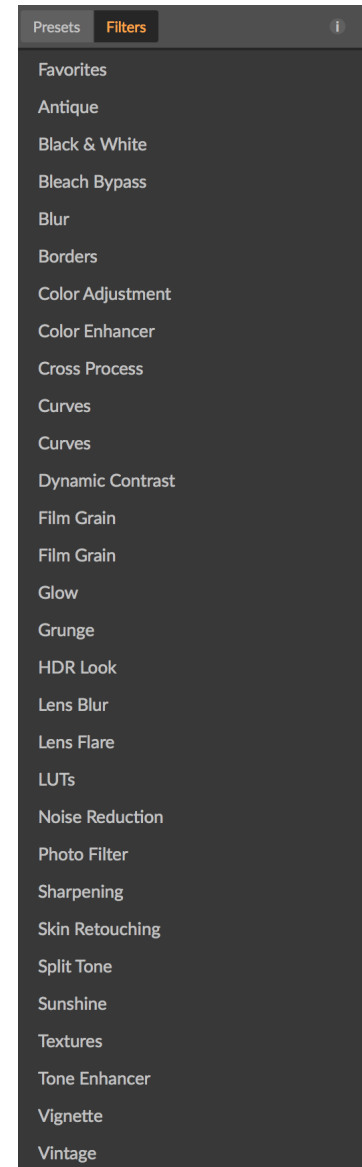 Presets Filters i
Favorites
Antique
Black & White
Bleach Bypass
Blur
Borders
Color Adjustment
Color Enhancer
Cross Process
Curves
Curves
Dynamic Contrast
Film Grain
Film Grain
Glow
Grunge
HDR Look
Lens Blur
Lens Flare
LUTs
Noise Reduction
Photo Filter
Sharpening
Skin Retouching
Split Tone
Sunshine
Textures
Tone Enhancer
Vignette
Vintage